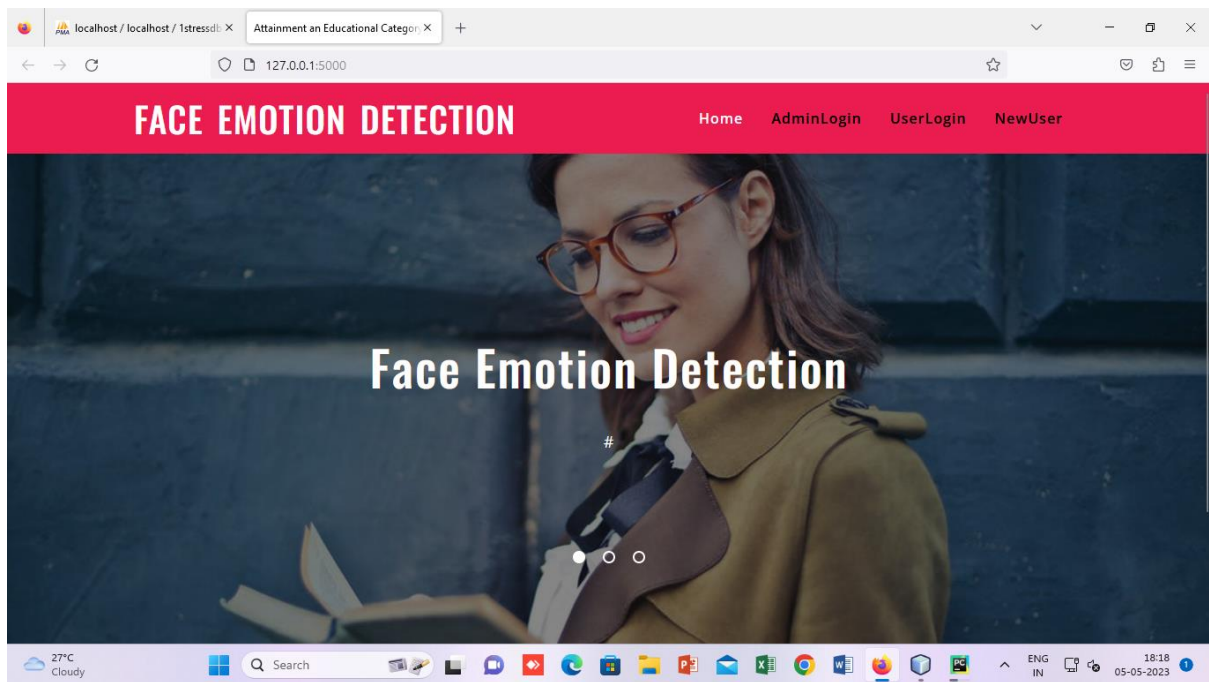 localhost / localhost / 1stressdb
Attainment an Educational Category
127.0.0.1:5000
FACE EMOTION DETECTION
Home AdminLogin UserLogin NewUser
Face Emotion Detection
#
27°C
Cloudy
Search
ENG
IN
18:18
05-05-2023
1